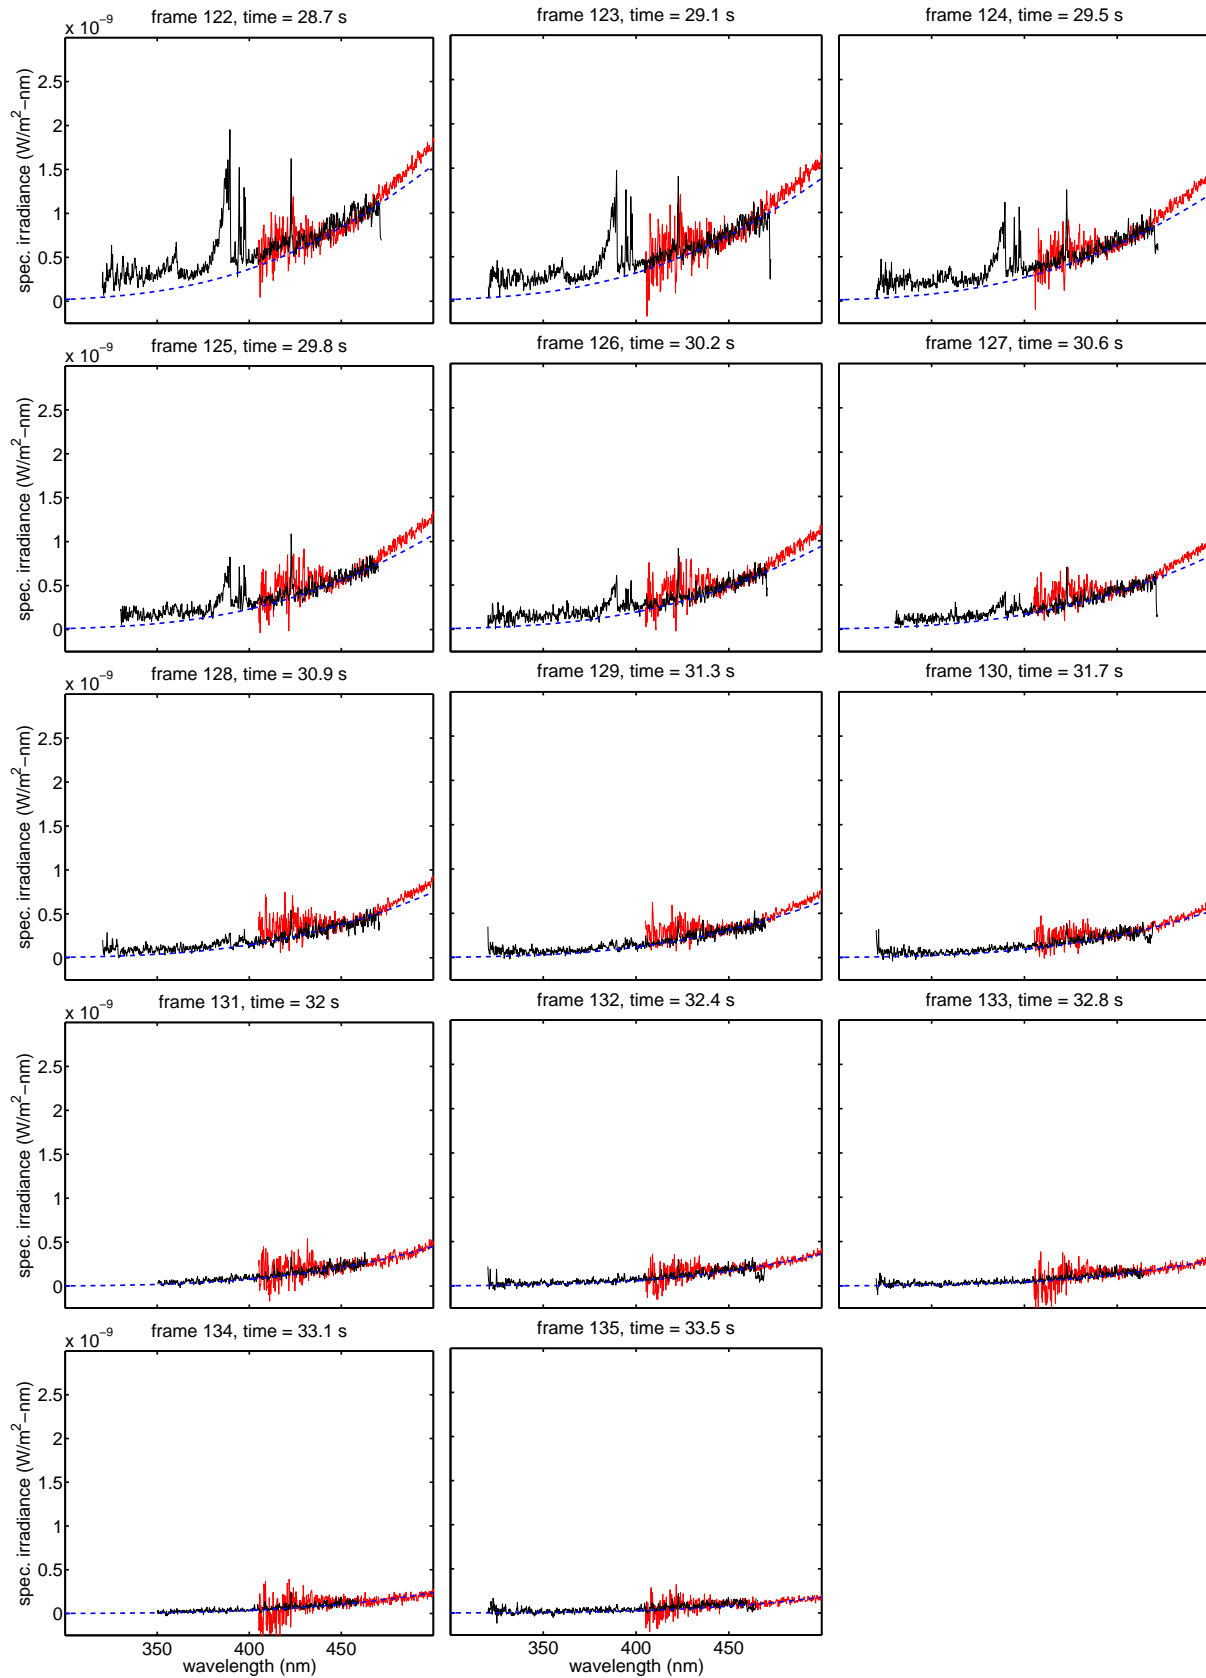 x 10⁻⁹
frame 122, time = 28.7 s
frame 123, time = 29.1 s
frame 124, time = 29.5 s
spec. irradiance (W/m²−nm)
2.5
2
1.5
1
0.5
0
x 10⁻⁹
frame 125, time = 29.8 s
frame 126, time = 30.2 s
frame 127, time = 30.6 s
spec. irradiance (W/m²−nm)
2.5
2
1.5
1
0.5
0
x 10⁻⁹
frame 128, time = 30.9 s
frame 129, time = 31.3 s
frame 130, time = 31.7 s
spec. irradiance (W/m²−nm)
2.5
2
1.5
1
0.5
0
x 10⁻⁹
frame 131, time = 32 s
frame 132, time = 32.4 s
frame 133, time = 32.8 s
spec. irradiance (W/m²−nm)
2.5
2
1.5
1
0.5
0
x 10⁻⁹
frame 134, time = 33.1 s
frame 135, time = 33.5 s
spec. irradiance (W/m²−nm)
2.5
2
1.5
1
0.5
0
350 400 450
350 400 450
wavelength (nm)
wavelength (nm)